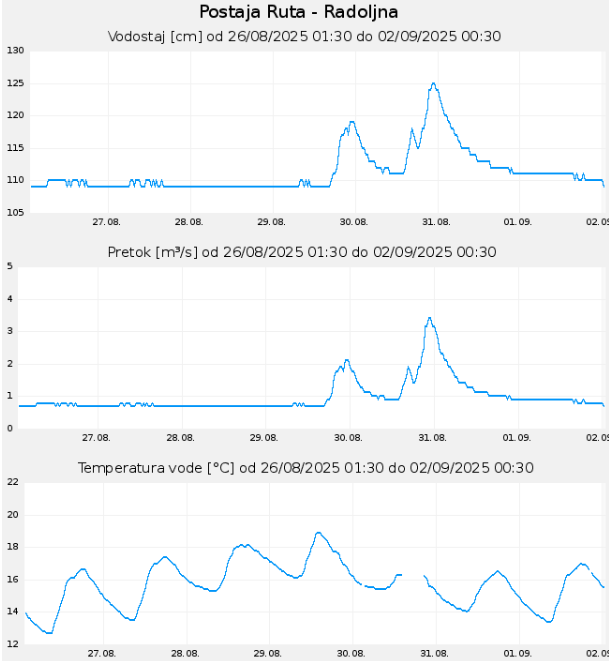 Postaja Ruta - Radoljna
Vodostaj [cm] od 26/08/2025 01:30 do 02/09/2025 00:30
130
125
120
115
110
105
27.08. 28.08. 29.08. 30.08. 31.08. 01.09. 02.09
Pretok [m³/s] od 26/08/2025 01:30 do 02/09/2025 00:30
5
4
3
2
1
0
27.08. 28.08. 29.08. 30.08. 31.08. 01.09. 02.09
Temperatura vode [°C] od 26/08/2025 01:30 do 02/09/2025 00:30
22
20
18
16
14
12
27.08. 28.08. 29.08. 30.08. 31.08. 01.09. 02.09